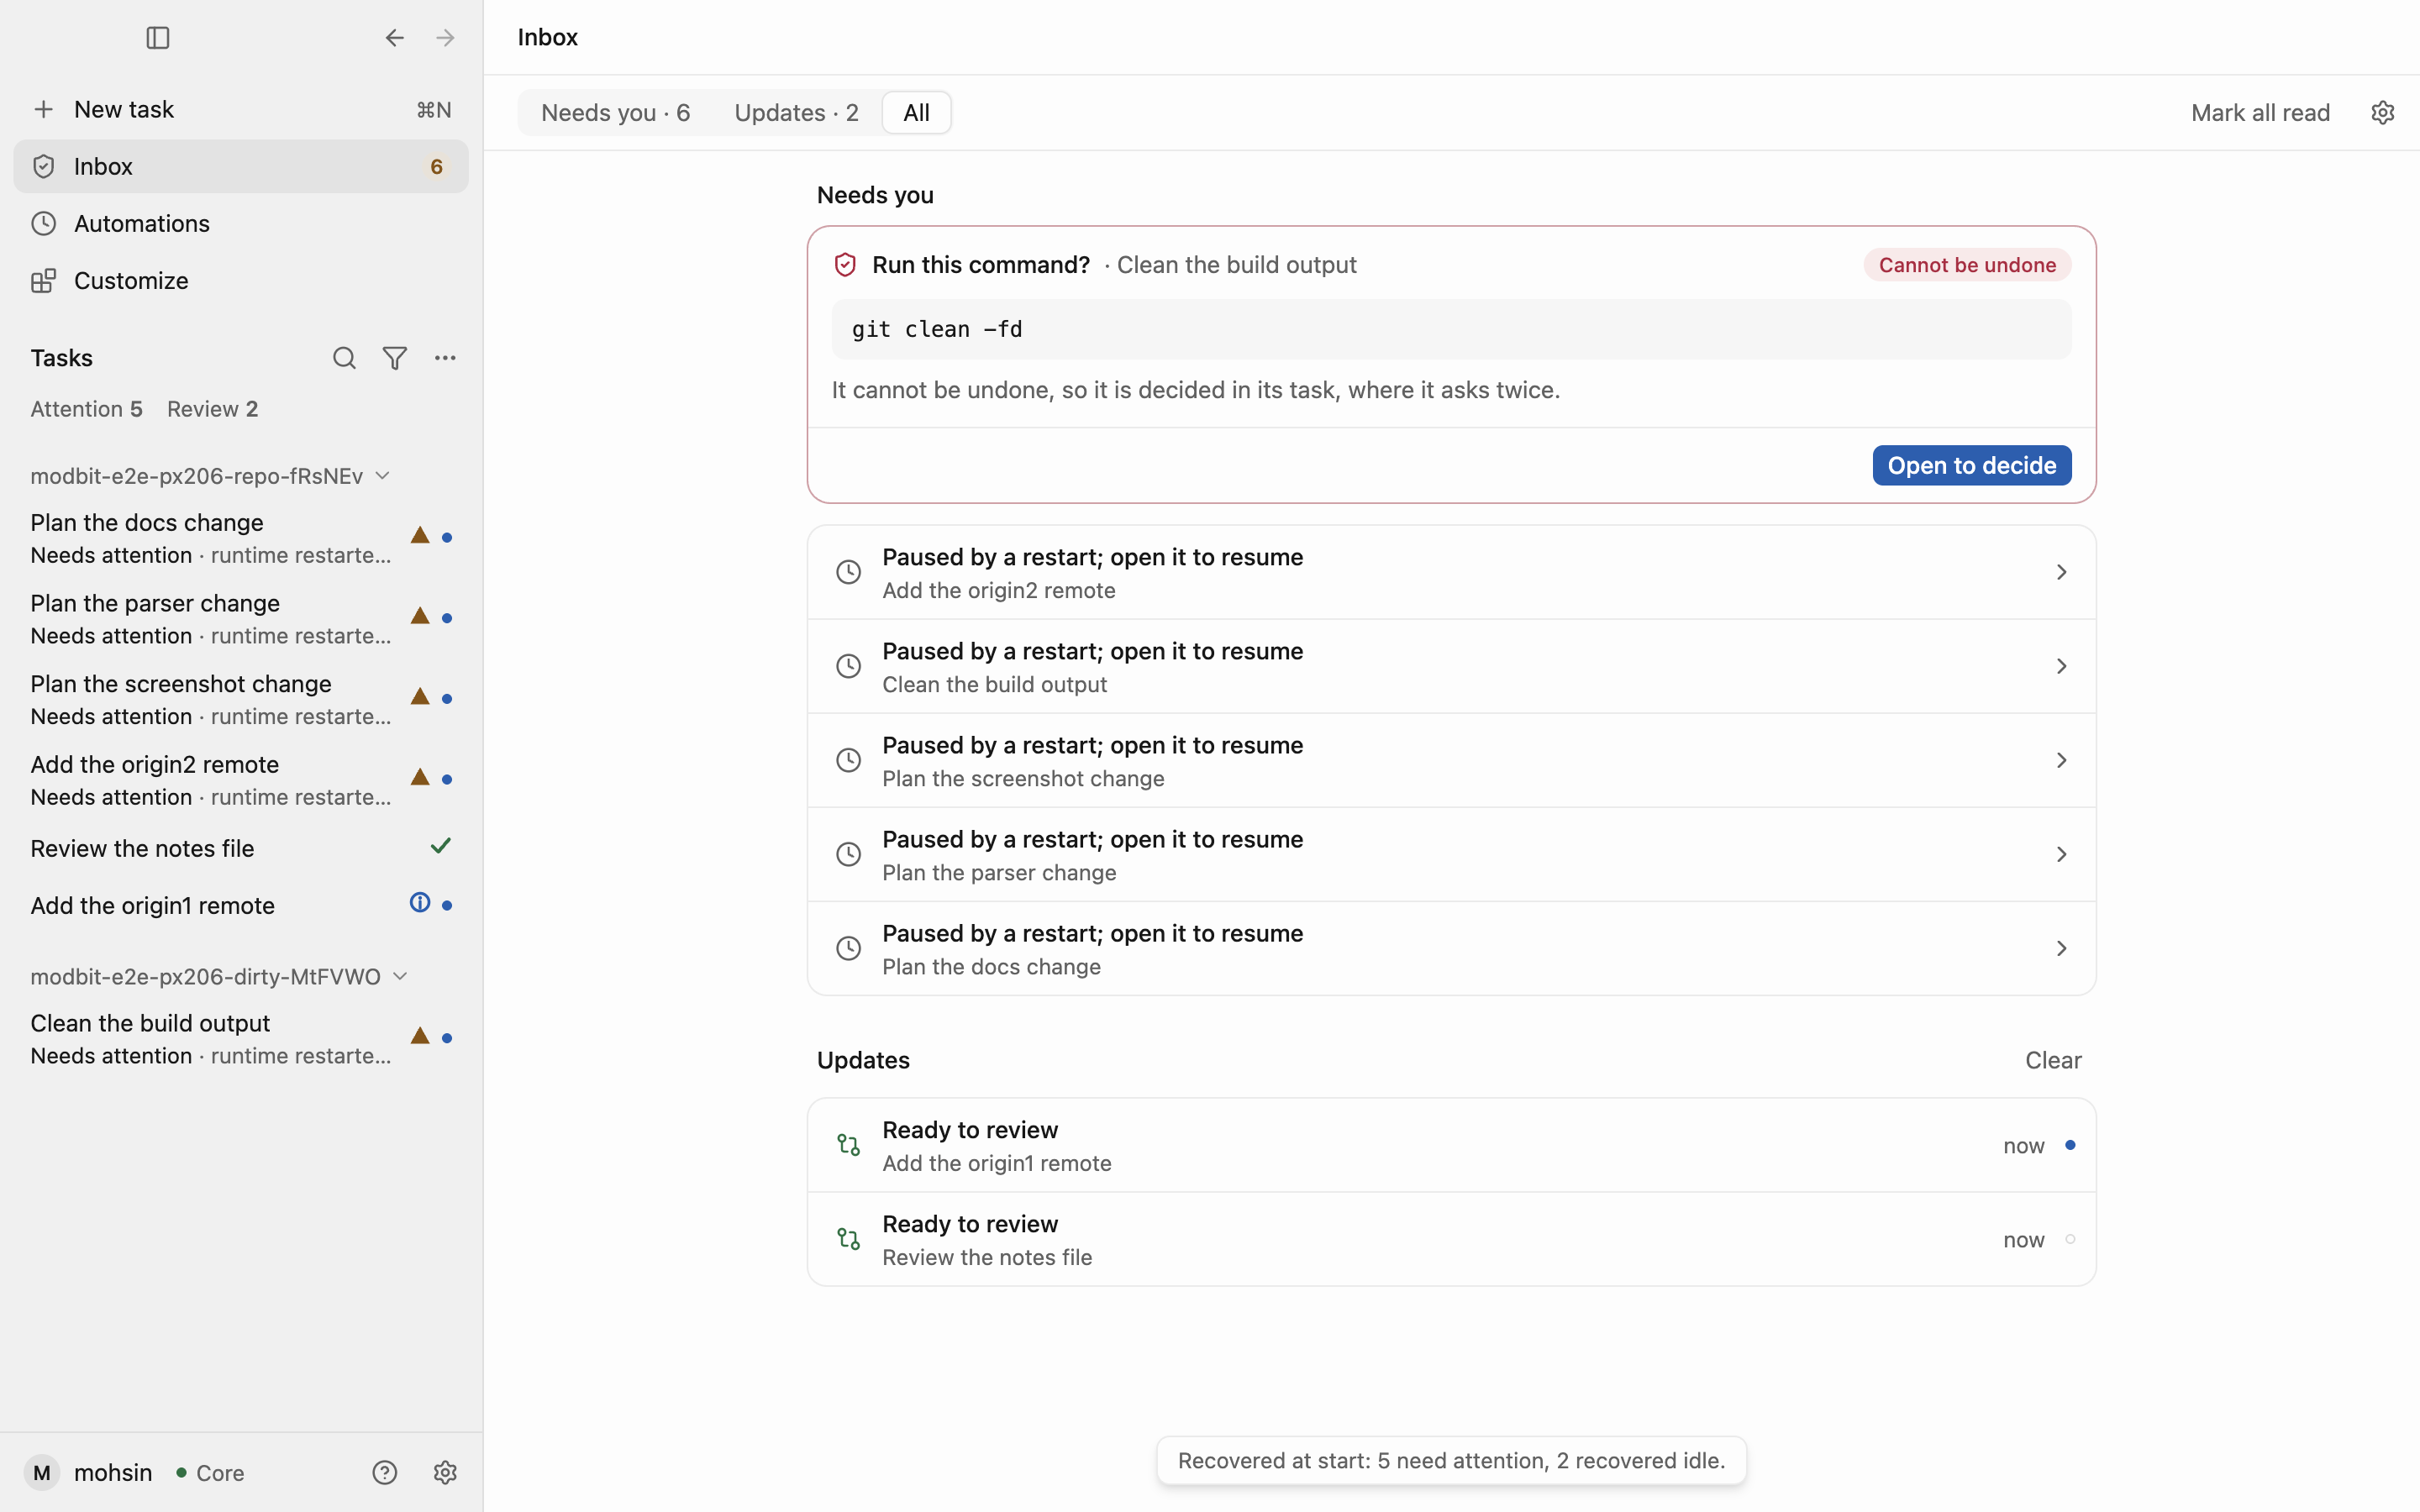 New task ⌘N
Inbox 6
Automations
Customize
Tasks
Attention 5 Review 2
modbit-e2e-px206-repo-fRsNEv
Plan the docs change
Needs attention · runtime restarte...
Plan the parser change
Needs attention · runtime restarte...
Plan the screenshot change
Needs attention · runtime restarte...
Add the origin2 remote
Needs attention · runtime restarte...
Review the notes file
Add the origin1 remote
modbit-e2e-px206-dirty-MtFVWO
Clean the build output
Needs attention · runtime restarte...
M mohsin Core
Inbox
Needs you · 6 Updates · 2 All Mark all read
Needs you
Run this command? · Clean the build output Cannot be undone
git clean -fd
It cannot be undone, so it is decided in its task, where it asks twice.
Open to decide
Paused by a restart; open it to resume
Add the origin2 remote
Paused by a restart; open it to resume
Clean the build output
Paused by a restart; open it to resume
Plan the screenshot change
Paused by a restart; open it to resume
Plan the parser change
Paused by a restart; open it to resume
Plan the docs change
Updates Clear
Ready to review
Add the origin1 remote
now
Ready to review
Review the notes file
now
Recovered at start: 5 need attention, 2 recovered idle.